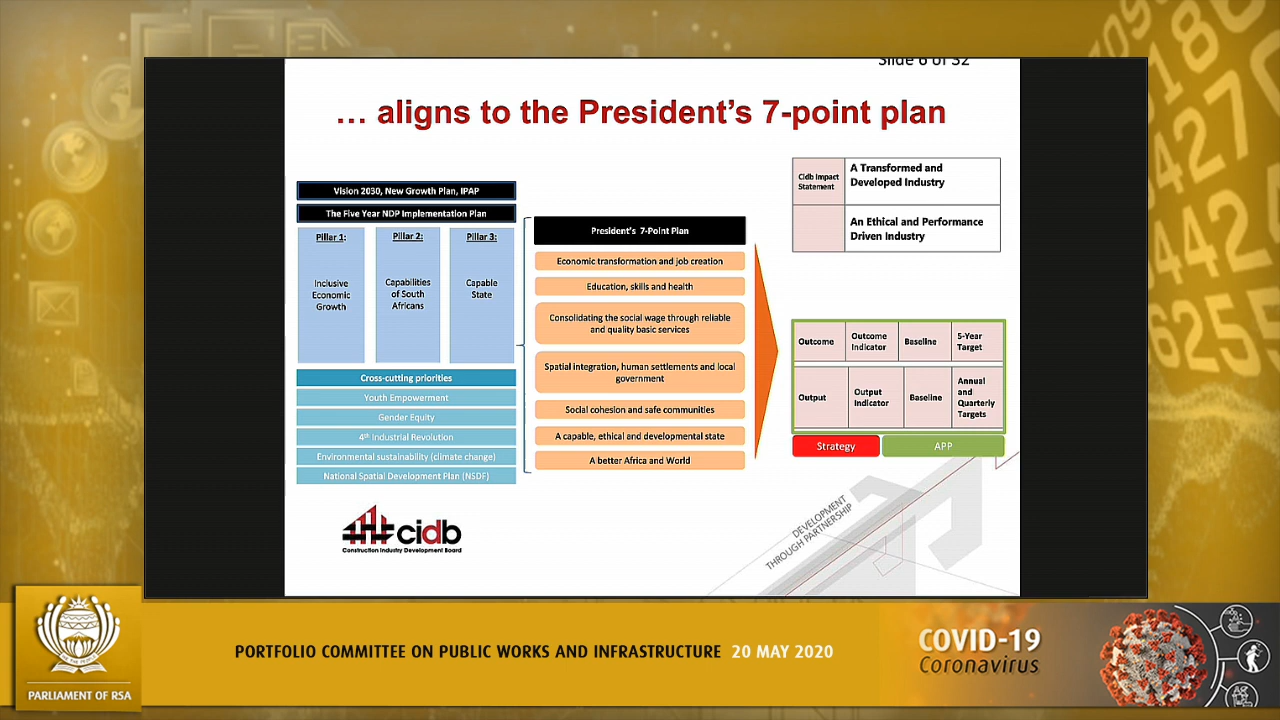 Slide 6 of 32
… aligns to the President's 7-point plan
Vision 2030, New Growth Plan, IPAP
The Five Year NDP Implementation Plan
Pillar 1:
Inclusive
Economic
Growth
Pillar 2:
Capabilities
of South
Africans
Pillar 3:
Capable
State
Cross-cutting priorities
Youth Empowerment
Gender Equity
4th Industrial Revolution
Environmental sustainability (climate change)
National Spatial Development Plan (NSDF)
President's 7-Point Plan
Economic transformation and job creation
Education, skills and health
Consolidating the social wage through reliable
and quality basic services
Spatial integration, human settlements and local
government
Social cohesion and safe communities
A capable, ethical and developmental state
A better Africa and World
Cidb Impact
Statement
A Transformed and
Developed Industry
An Ethical and Performance
Driven Industry
Outcome
Outcome
Indicator
Baseline
5-Year
Target
Output
Output
Indicator
Baseline
Annual
and
Quarterly
Targets
Strategy
APP
cidb
Construction Industry Development Board
DEVELOPMENT
THROUGH PARTNERSHIP
PARLIAMENT OF RSA
PORTFOLIO COMMITTEE ON PUBLIC WORKS AND INFRASTRUCTURE 20 MAY 2020
COVID-19
Coronavirus